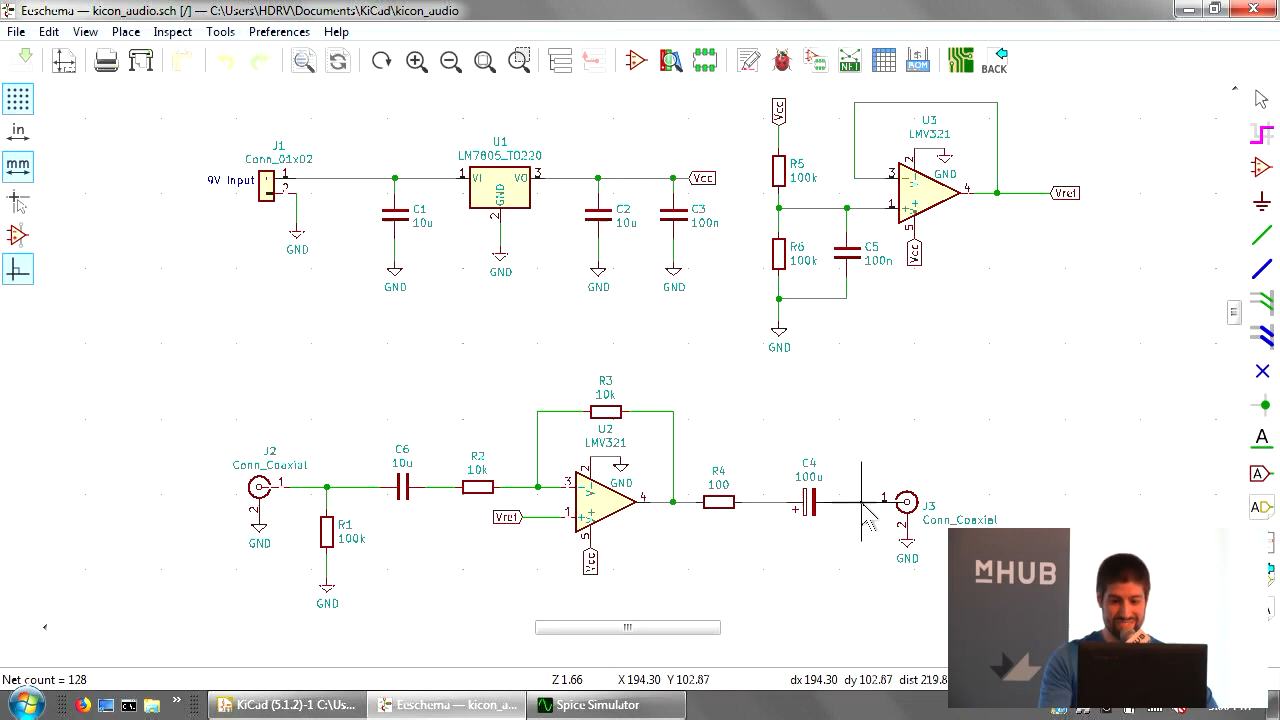 Eeschema — kicon_audio.sch [/] — C:\Users\HDRV\Documents\KiCad\kicon_audio
File Edit View Place Inspect Tools Preferences Help
NET BOM BACK
in
mm
J1
Conn_01x02
9V Input
1
2
GND
C1
10u
GND
U1
LM7805_TO220
1 VI VO 3
GND
2
GND
C2
10u
GND
C3
100n
GND
Vcc
Vcc
R5
100k
R6
100k
GND
C5
100n
U3
LMV321
2
GND
3
1
4
5
Vcc
Vref
J2
Conn_Coaxial
1
2
GND
R1
100k
GND
C6
10u
R2
10k
R3
10k
U2
LMV321
2
GND
3
1
4
5
Vref
Vcc
R4
100
C4
100u
1
2
J3
Conn_Coaxial
GND
A
A
A
MHUB
HUB
Net count = 128 Z 1.66 X 194.30 Y 102.87 dx 194.30 dy 102.87 dist 219.8
KiCad (5.1.2)-1 C:\Us...
Eeschema — kicon_a...
Spice Simulator